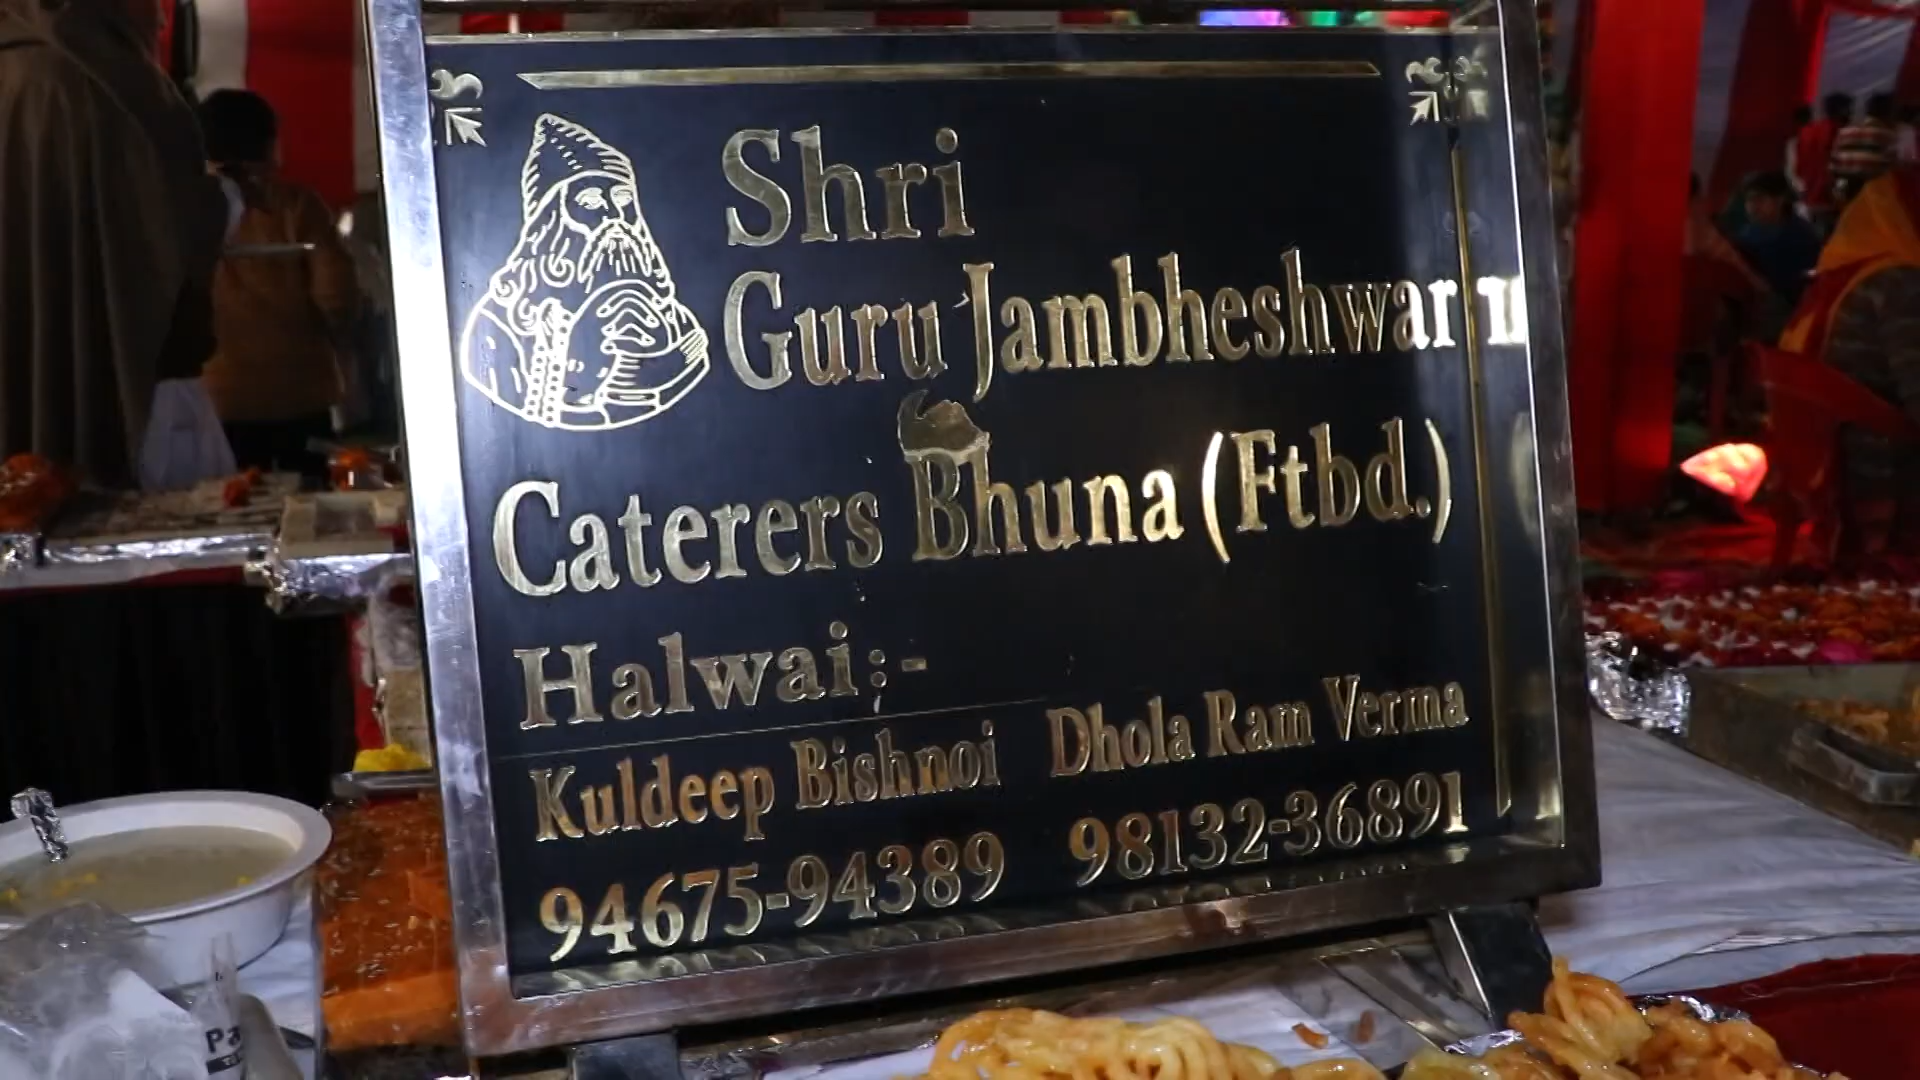 Shri
Guru Jambheshwar
Caterers Bhuna (Ftbd.)
Halwai:-
Kuldeep Bishnoi Dhola Ram Verma
94675-94389 98132-36891